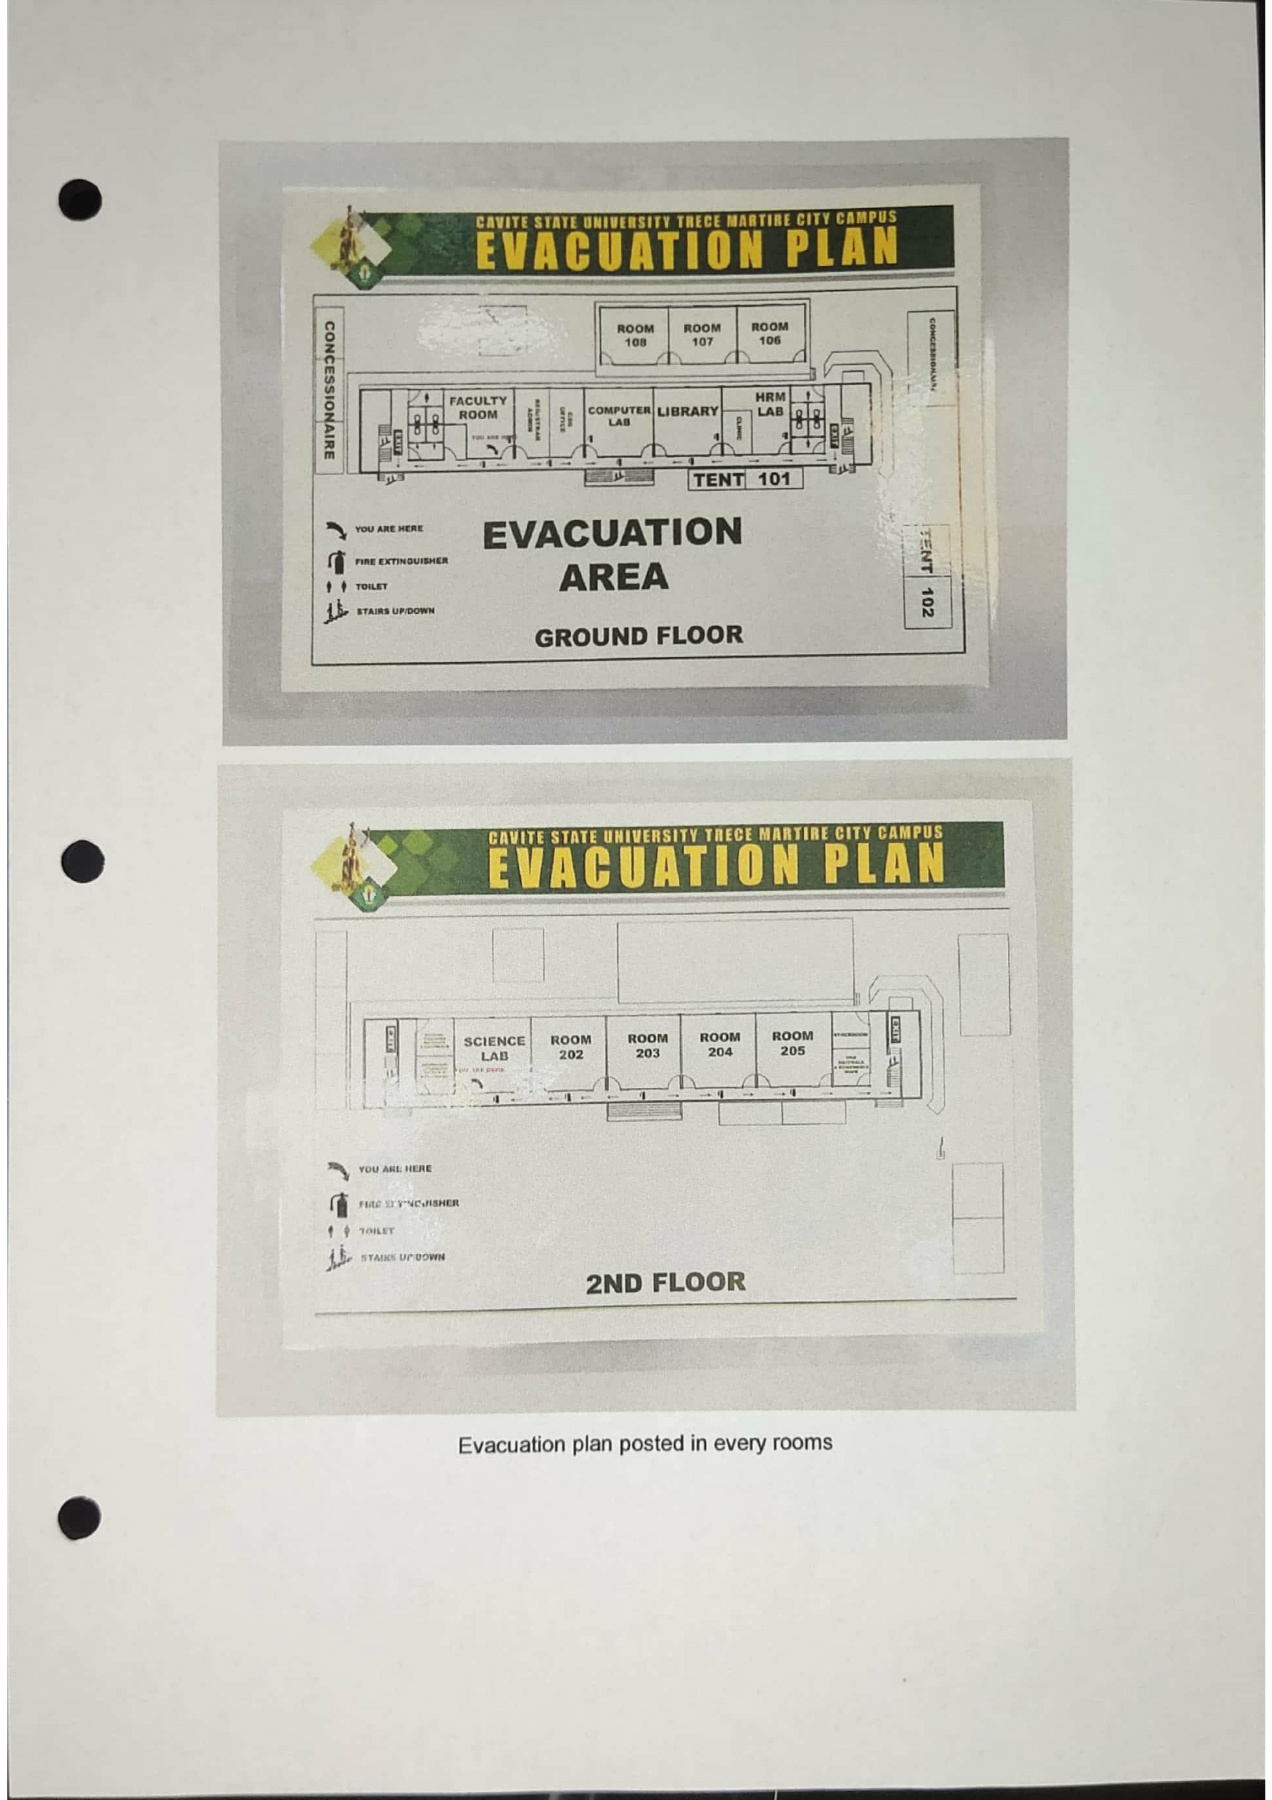 CAVITE STATE UNIVERSITY TRECE MARTIRE CITY CAMPUS
EVACUATION PLAN
CONCESSIONAIRE
ROOM
108
ROOM
107
ROOM
106
CONCESSIONAIRE
FACULTY
ROOM
YOU ARE HERE
REGISTRAR
ADMIN
OFFICE
COMPUTER
LAB
LIBRARY
CLINIC
HRM
LAB
EXIT
EXIT
TENT 101
YOU ARE HERE
FIRE EXTINGUISHER
TOILET
STAIRS UP/DOWN
EVACUATION
AREA
GROUND FLOOR
TENT 102
CAVITE STATE UNIVERSITY TRECE MARTIRE CITY CAMPUS
EVACUATION PLAN
EXIT
SCIENCE
LAB
ROOM
202
ROOM
203
ROOM
204
ROOM
205
EXIT
YOU ARE HERE
FIRE EXTINGUISHER
TOILET
STAIRS UP/DOWN
2ND FLOOR
Evacuation plan posted in every rooms